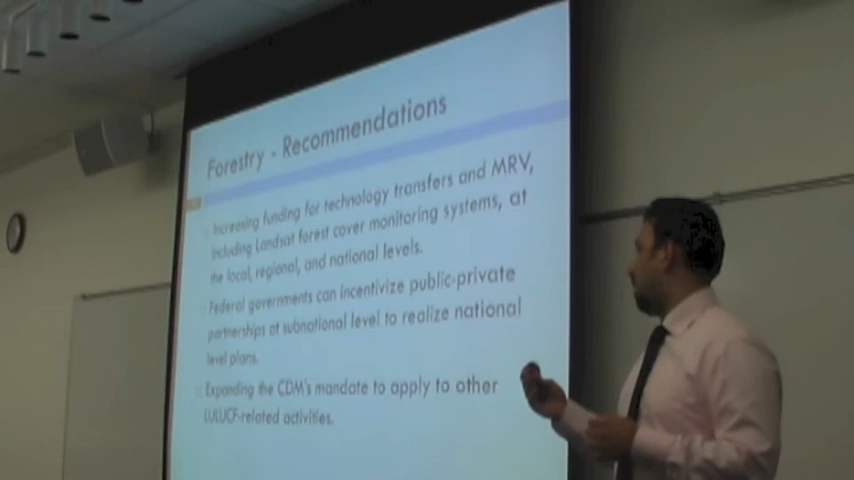 Forestry - Recommendations
Increasing funding for technology transfers and MRV,
including Landsat forest cover monitoring systems, at
the local, regional, and national levels.
Federal governments can incentivize public-private
partnerships at subnational level to realize national
level plans.
Expanding the CDM's mandate to apply to other
LULUCF-related activities.